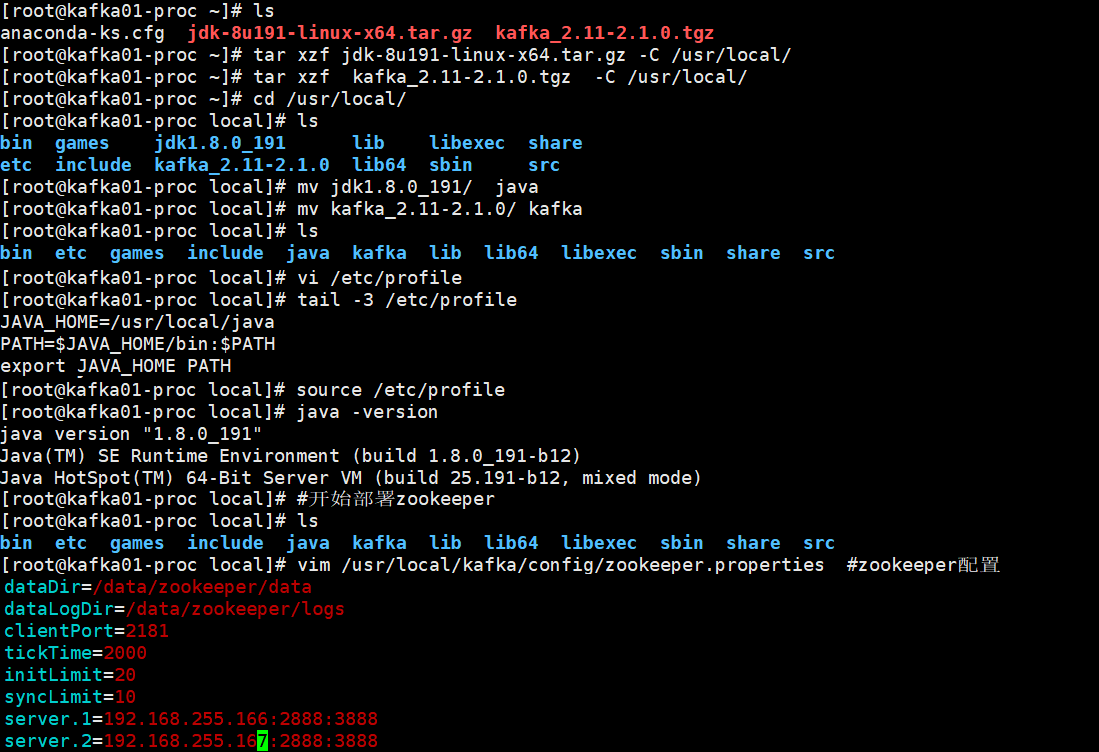 [root@kafka01-proc ~]# ls
anaconda-ks.cfg  jdk-8u191-linux-x64.tar.gz  kafka_2.11-2.1.0.tgz
[root@kafka01-proc ~]# tar xzf jdk-8u191-linux-x64.tar.gz -C /usr/local/
[root@kafka01-proc ~]# tar xzf  kafka_2.11-2.1.0.tgz  -C /usr/local/
[root@kafka01-proc ~]# cd /usr/local/
[root@kafka01-proc local]# ls
bin  games    jdk1.8.0_191      lib    libexec  share
etc  include  kafka_2.11-2.1.0  lib64  sbin     src
[root@kafka01-proc local]# mv jdk1.8.0_191/  java
[root@kafka01-proc local]# mv kafka_2.11-2.1.0/ kafka
[root@kafka01-proc local]# ls
bin  etc  games  include  java  kafka  lib  lib64  libexec  sbin  share  src
[root@kafka01-proc local]# vi /etc/profile
[root@kafka01-proc local]# tail -3 /etc/profile
JAVA_HOME=/usr/local/java
PATH=$JAVA_HOME/bin:$PATH
export JAVA_HOME PATH
[root@kafka01-proc local]# source /etc/profile
[root@kafka01-proc local]# java -version
java version "1.8.0_191"
Java(TM) SE Runtime Environment (build 1.8.0_191-b12)
Java HotSpot(TM) 64-Bit Server VM (build 25.191-b12, mixed mode)
[root@kafka01-proc local]# #开始部署zookeeper
[root@kafka01-proc local]# ls
bin  etc  games  include  java  kafka  lib  lib64  libexec  sbin  share  src
[root@kafka01-proc local]# vim /usr/local/kafka/config/zookeeper.properties  #zookeeper配置
dataDir=/data/zookeeper/data
dataLogDir=/data/zookeeper/logs
clientPort=2181
tickTime=2000
initLimit=20
syncLimit=10
server.1=192.168.255.166:2888:3888
server.2=192.168.255.167:2888:3888